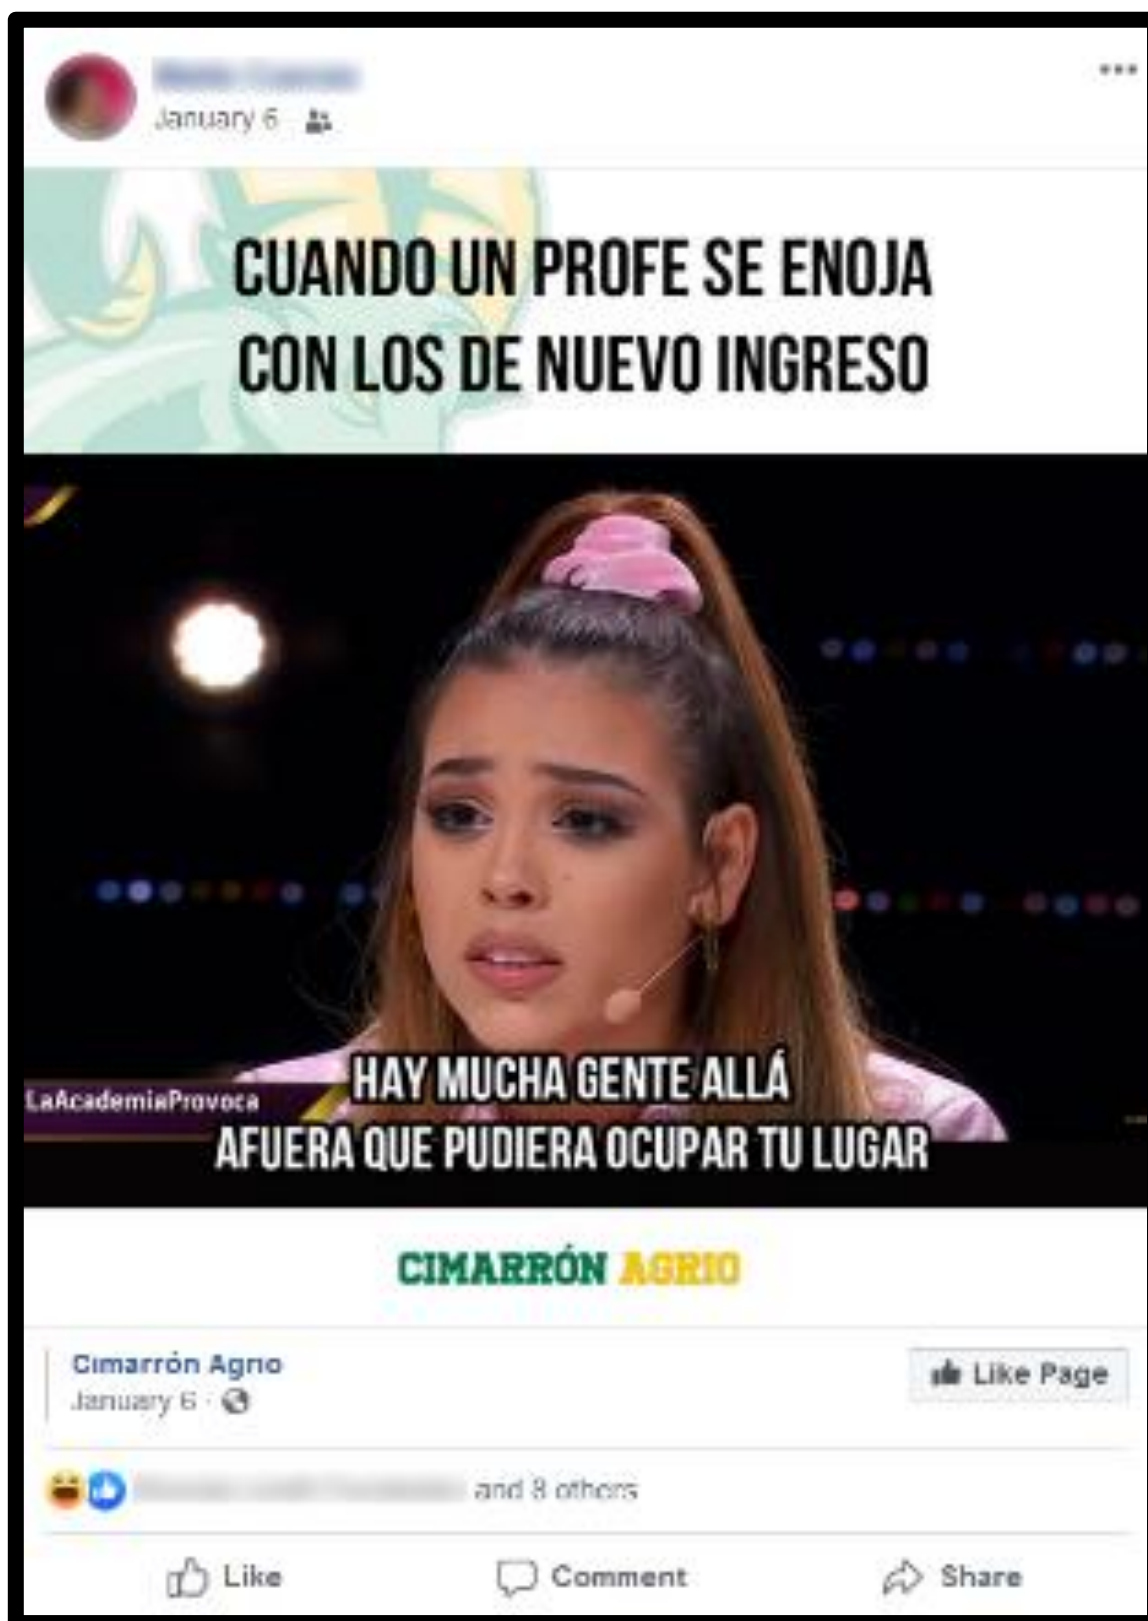 January 6
CUANDO UN PROFE SE ENOJA
CON LOS DE NUEVO INGRESO
LaAcademiaProvoca
HAY MUCHA GENTE ALLÁ
AFUERA QUE PUDIERA OCUPAR TU LUGAR
CIMARRÓN AGRIO
Cimarrón Agrio
Like Page
January 6 ·
and 8 others
Like
Comment
Share